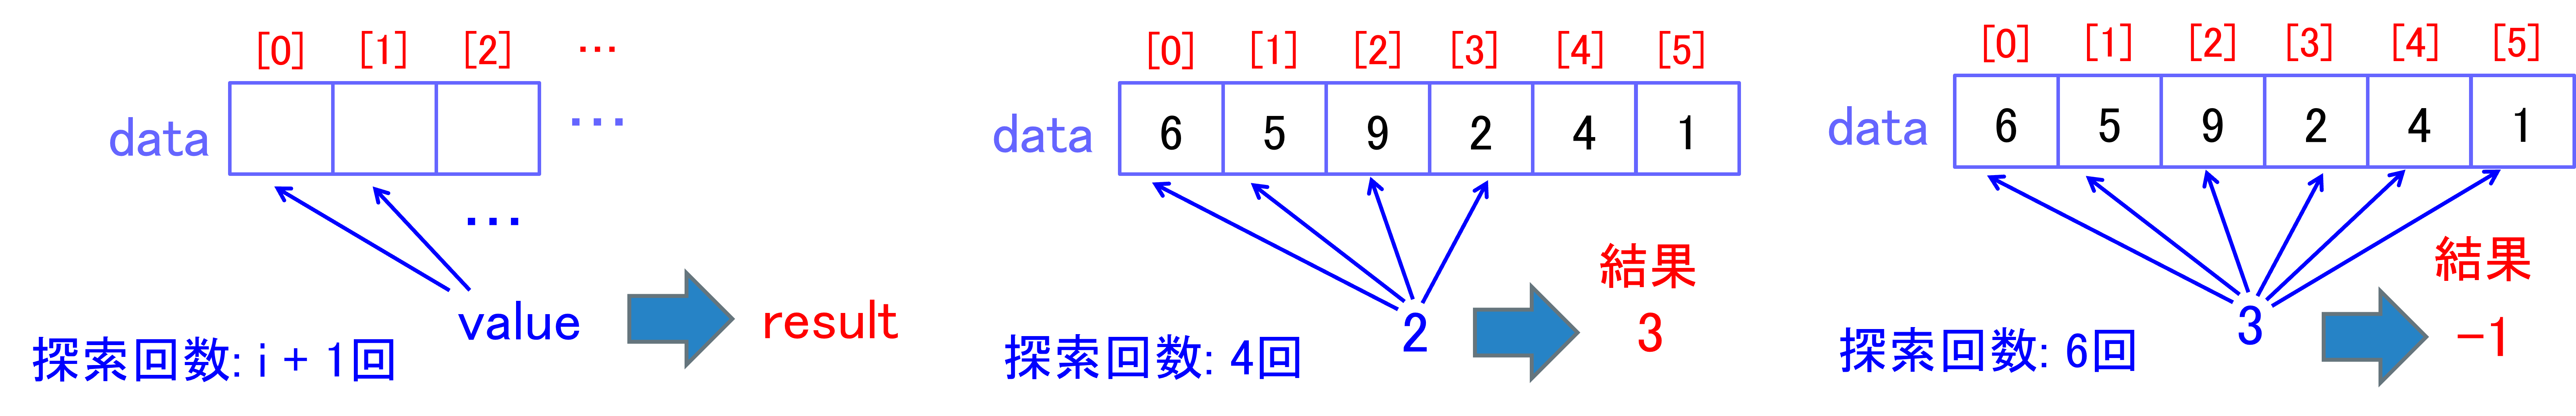 [0] [1] [2] …
data …
…
value result
探索回数: i + 1回
[0] [1] [2] [3] [4] [5]
data 6 5 9 2 4 1
結果
2 3
探索回数: 4回
[0] [1] [2] [3] [4] [5]
data 6 5 9 2 4 1
結果
3 -1
探索回数: 6回